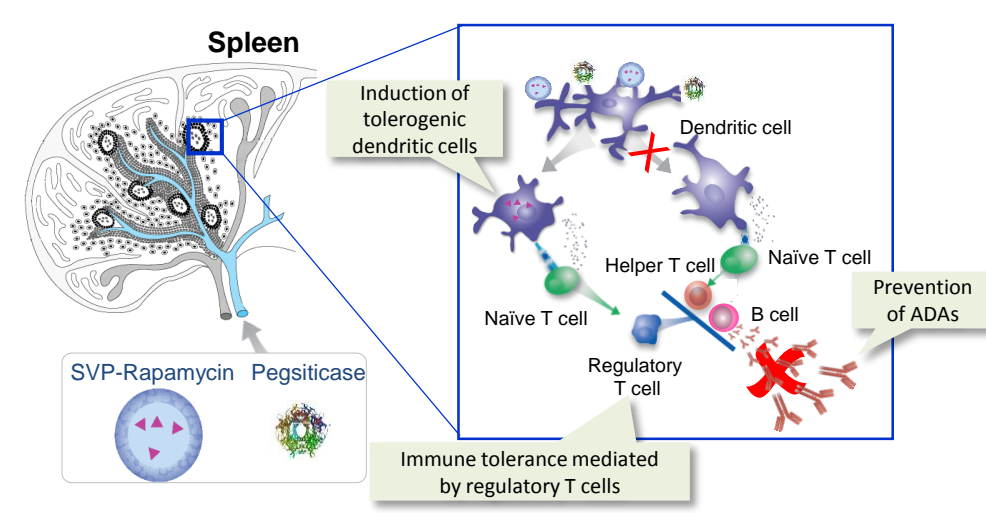 Spleen
Induction of
tolerogenic
dendritic cells
Dendritic cell
Naïve T cell
Helper T cell
Naïve T cell
B cell
Regulatory
T cell
Prevention
of ADAs
SVP-Rapamycin Pegsiticase
Immune tolerance mediated
by regulatory T cells